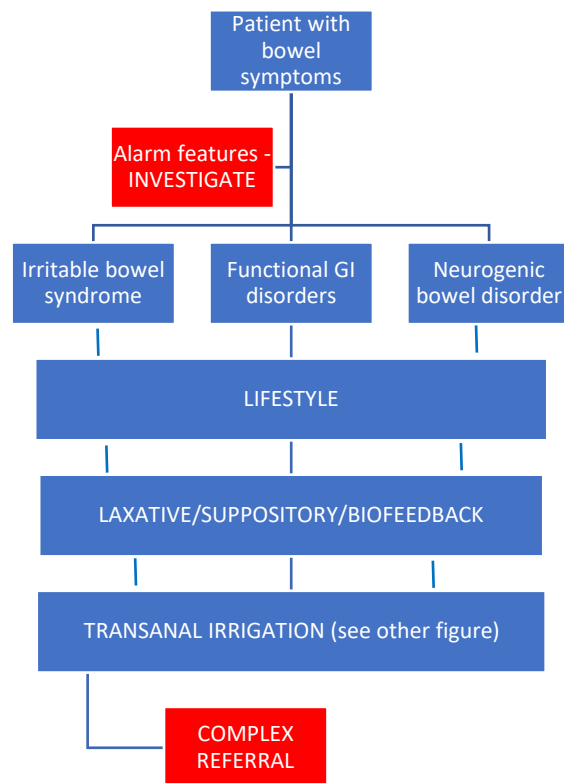 Patient with
bowel
symptoms
Alarm features -
INVESTIGATE
Irritable bowel
syndrome
Functional GI
disorders
Neurogenic
bowel disorder
LIFESTYLE
LAXATIVE/SUPPOSITORY/BIOFEEDBACK
TRANSANAL IRRIGATION (see other figure)
COMPLEX
REFERRAL